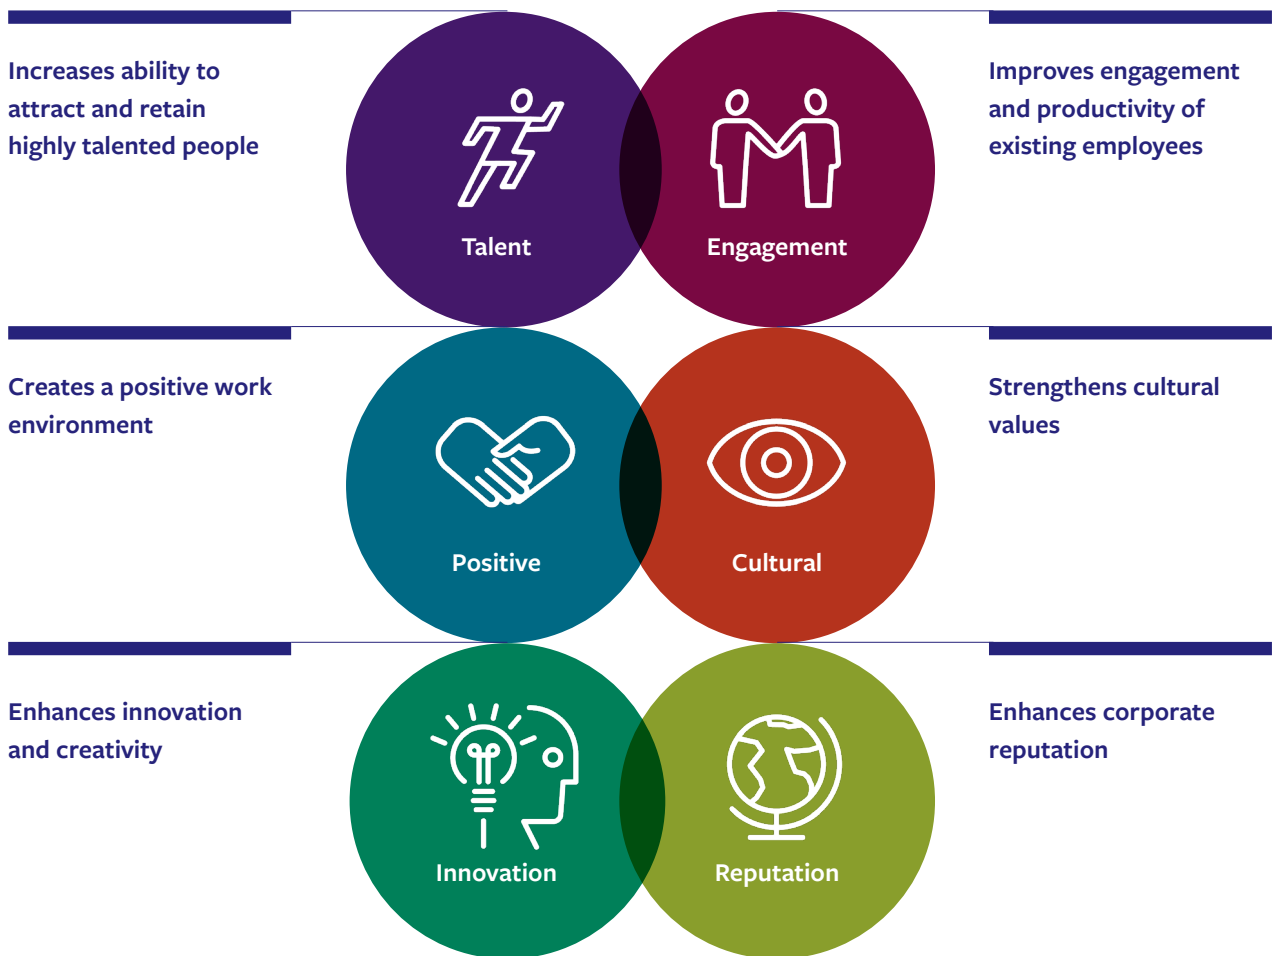 Increases ability to
attract and retain
highly talented people
Talent
Engagement
Improves engagement
and productivity of
existing employees
Creates a positive work
environment
Positive
Cultural
Strengthens cultural
values
Enhances innovation
and creativity
Innovation
Reputation
Enhances corporate
reputation